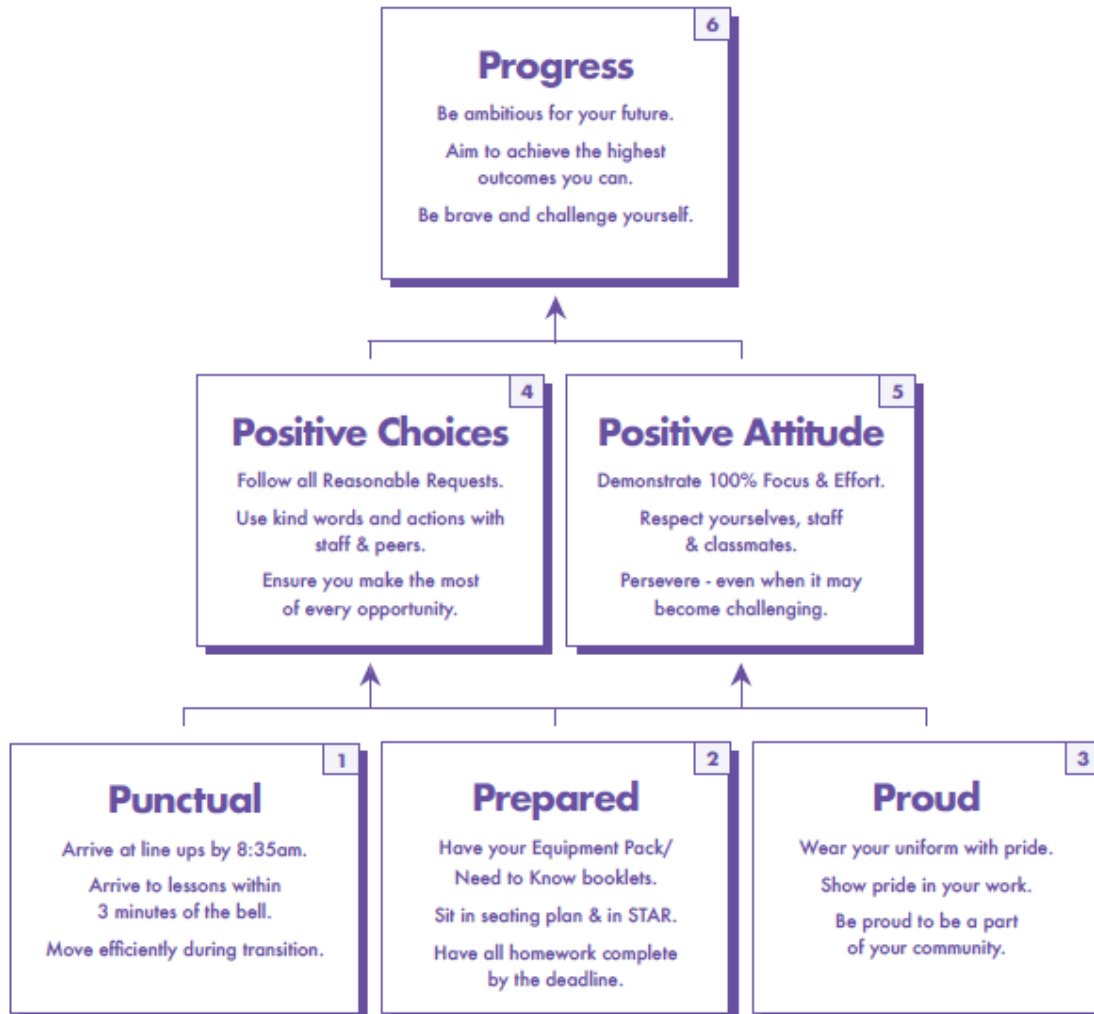 6
Progress
Be ambitious for your future.
Aim to achieve the highest
outcomes you can.
Be brave and challenge yourself.
4
Positive Choices
Follow all Reasonable Requests.
Use kind words and actions with
staff & peers.
Ensure you make the most
of every opportunity.
5
Positive Attitude
Demonstrate 100% Focus & Effort.
Respect yourselves, staff
& classmates.
Persevere - even when it may
become challenging.
1
Punctual
Arrive at line ups by 8:35am.
Arrive to lessons within
3 minutes of the bell.
Move efficiently during transition.
2
Prepared
Have your Equipment Pack/
Need to Know booklets.
Sit in seating plan & in STAR.
Have all homework complete
by the deadline.
3
Proud
Wear your uniform with pride.
Show pride in your work.
Be proud to be a part
of your community.